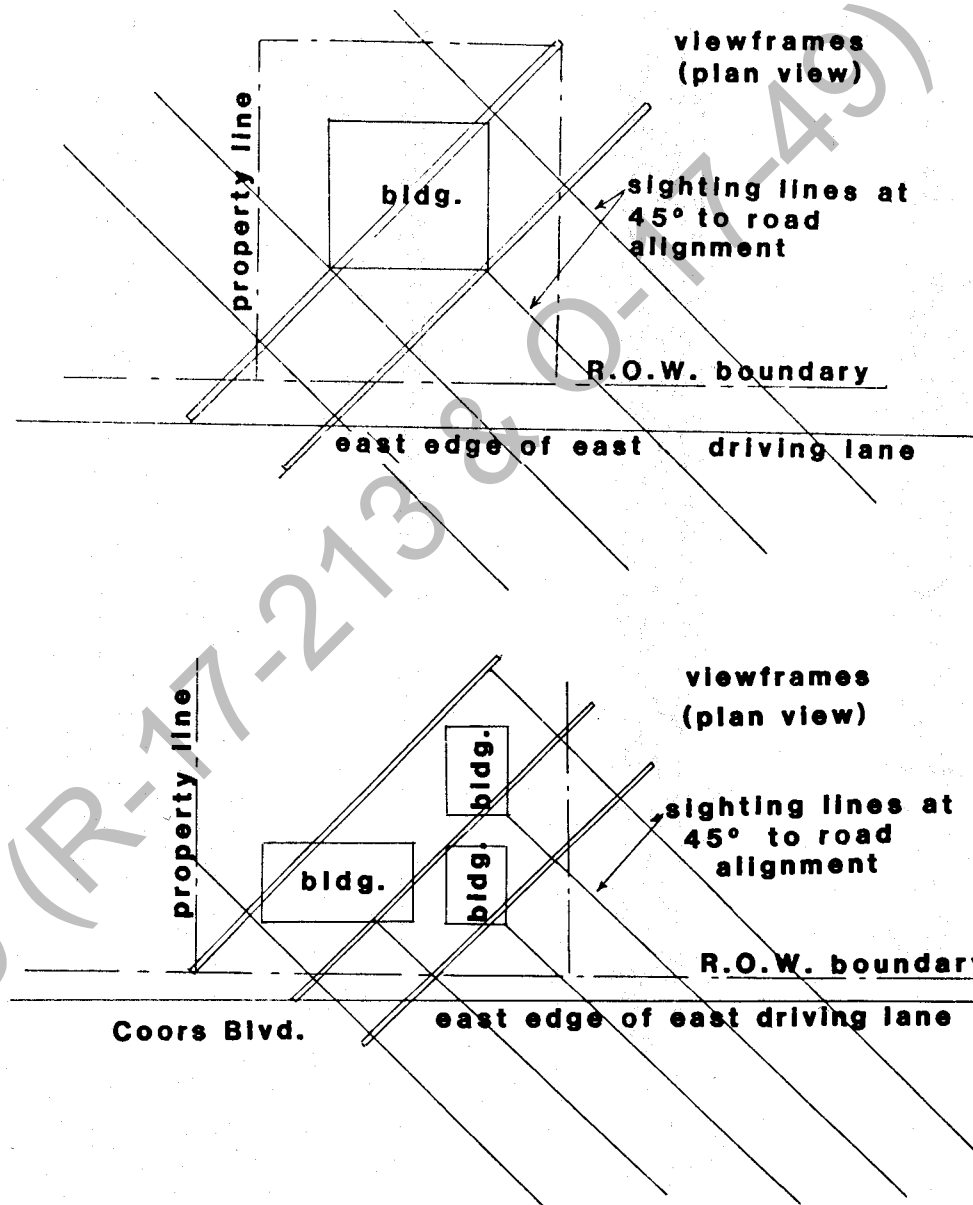 viewframes
(plan view)
property line
bldg.
sighting lines at
45° to road
alignment
R.O.W. boundary
east edge of east driving lane
(R-17-213 & O-17-49)
viewframes
(plan view)
property line
bldg.
bldg.
bldg.
sighting lines at
45° to road
alignment
R.O.W. boundary
Coors Blvd.
east edge of east driving lane